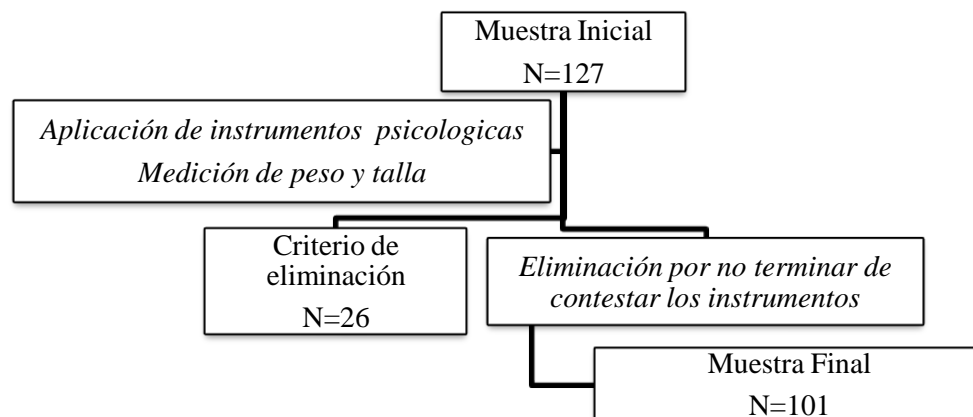 Muestra Inicial
N=127
Aplicación de instrumentos psicologicas
Medición de peso y talla
Criterio de
eliminación
N=26
Eliminación por no terminar de
contestar los instrumentos
Muestra Final
N=101